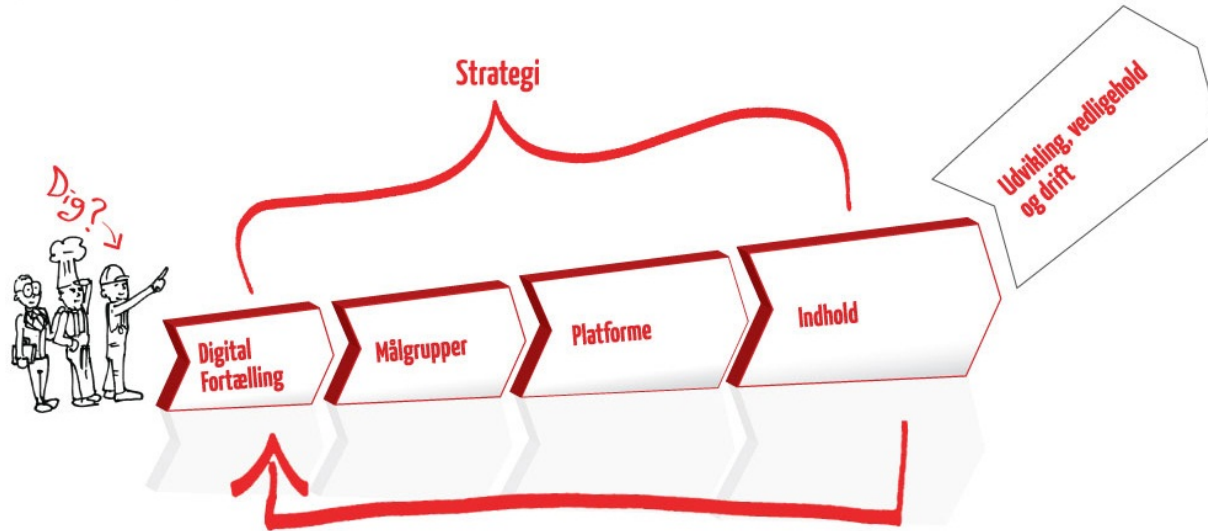 Strategi
Dig?
Digital
Fortælling
Målgrupper
Platforme
Indhold
Udvikling, vedligehold
og drift